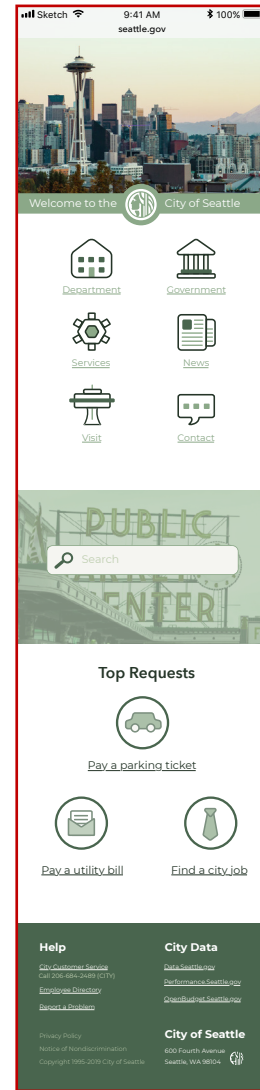 Sketch 9:41 AM 100%
seattle.gov
Welcome to the City of Seattle
Department Government
Services News
Visit Contact
PUBLIC
CENTER
Search
Top Requests
Pay a parking ticket
Pay a utility bill Find a city job
Help City Data
City Customer Service Data.Seattle.gov
Call 206-684-2489 (CITY)
Performance.Seattle.gov
Employee Directory
OpenBudget.Seattle.gov
Report a Problem
Privacy Policy City of Seattle
Notice of Nondiscrimination 600 Fourth Avenue
Copyright 1995-2019 City of Seattle Seattle, WA 98104